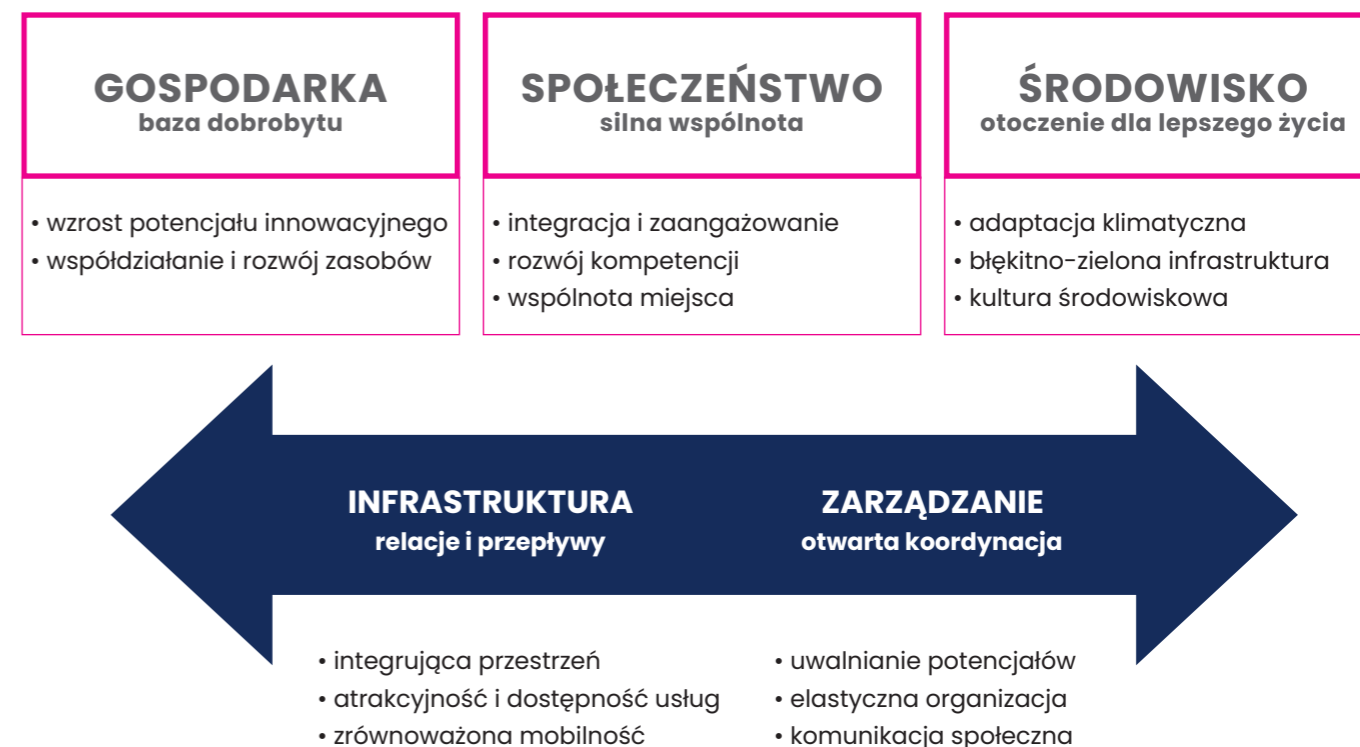 GOSPODARKA
baza dobrobytu
• wzrost potencjału innowacyjnego
• współdziałanie i rozwój zasobów
SPOŁECZEŃSTWO
silna wspólnota
• integracja i zaangażowanie
• rozwój kompetencji
• wspólnota miejsca
ŚRODOWISKO
otoczenie dla lepszego życia
• adaptacja klimatyczna
• błękitno-zielona infrastruktura
• kultura środowiskowa
INFRASTRUKTURA
relacje i przepływy
• integrująca przestrzeń
• atrakcyjność i dostępność usług
• zrównoważona mobilność
ZARZĄDZANIE
otwarta koordynacja
• uwalnianie potencjałów
• elastyczna organizacja
• komunikacja społeczna